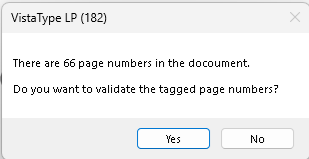 VistaType LP (182)
There are 66 page numbers in the docoument.
Do you want to validate the tagged page numbers?
Yes
No